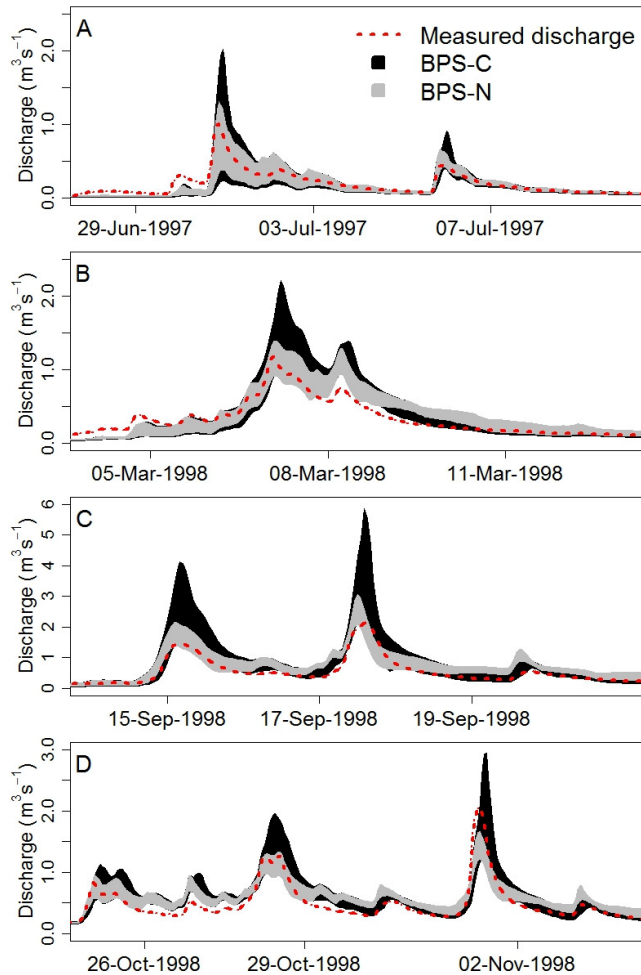 A
Measured discharge
BPS-C
BPS-N
Discharge (m³s⁻¹)
2.0
1.0
0.0
29-Jun-1997 03-Jul-1997 07-Jul-1997
B
Discharge (m³s⁻¹)
2.0
1.0
0.0
05-Mar-1998 08-Mar-1998 11-Mar-1998
C
Discharge (m³s⁻¹)
6
5
4
3
2
1
0
15-Sep-1998 17-Sep-1998 19-Sep-1998
D
Discharge (m³s⁻¹)
3.0
2.0
1.0
0.0
26-Oct-1998 29-Oct-1998 02-Nov-1998